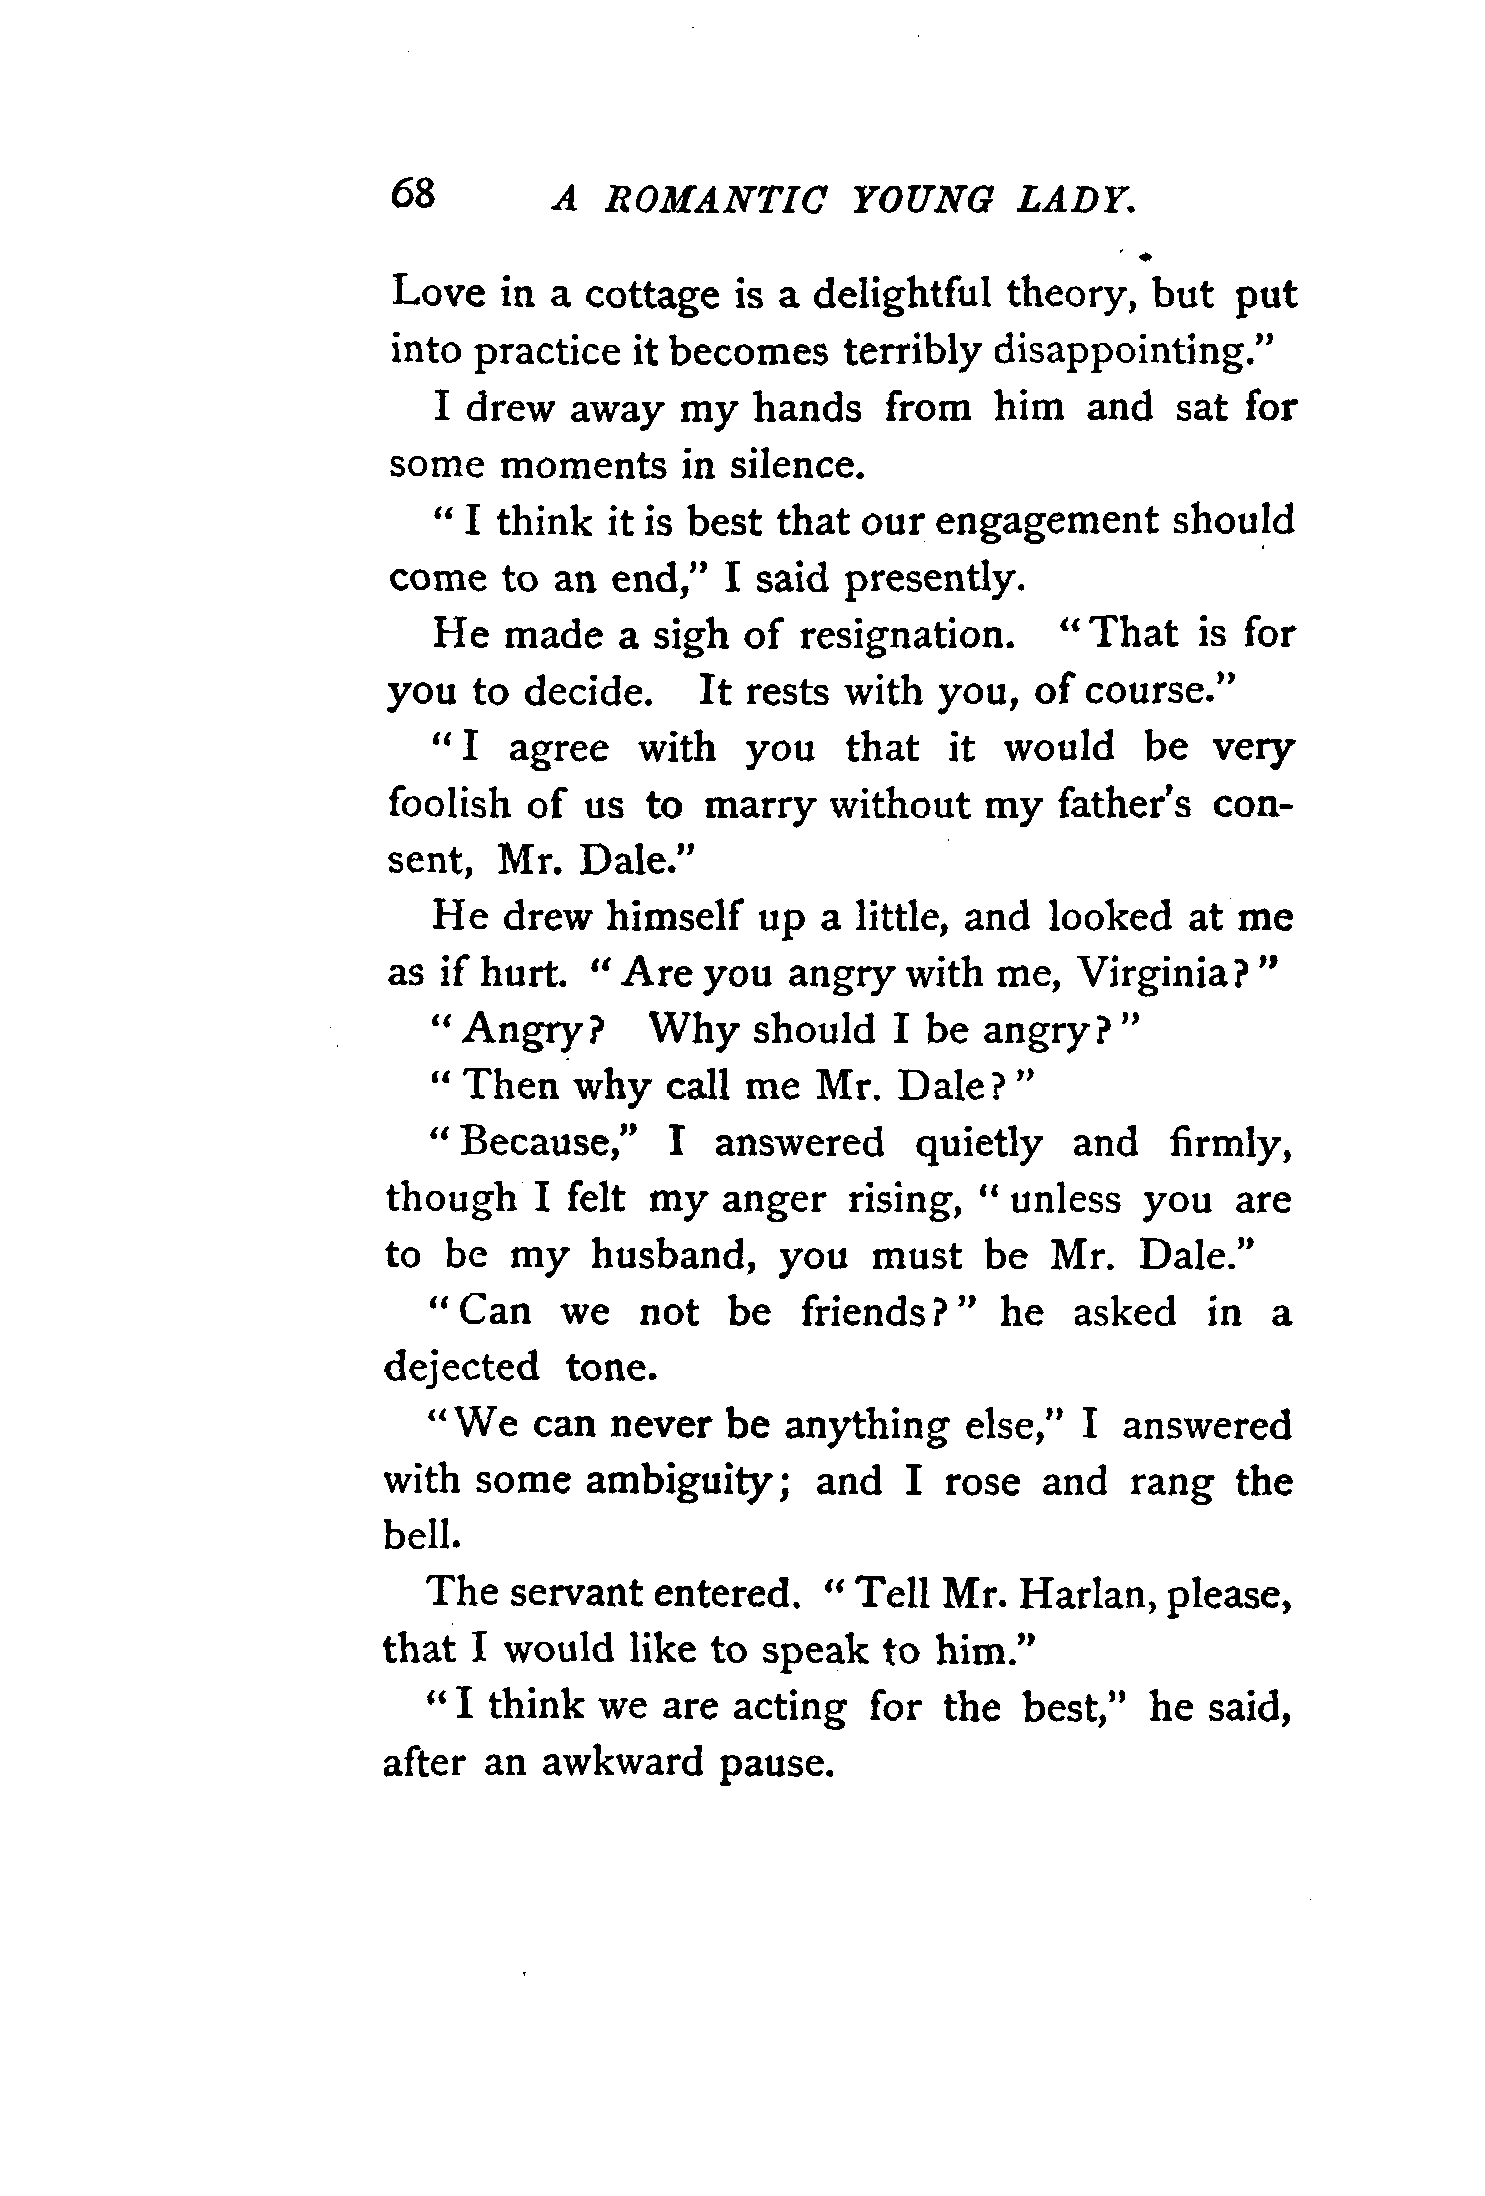 68 A ROMANTIC YOUNG LADY.
Love in a cottage is a delightful theory, but put
into practice it becomes terribly disappointing."
I drew away my hands from him and sat for
some moments in silence.
"I think it is best that our engagement should
come to an end," I said presently.
He made a sigh of resignation. "That is for
you to decide. It rests with you, of course."
"I agree with you that it would be very
foolish of us to marry without my father's con-
sent, Mr. Dale."
He drew himself up a little, and looked at me
as if hurt. "Are you angry with me, Virginia?"
"Angry? Why should I be angry?"
"Then why call me Mr. Dale?"
"Because," I answered quietly and firmly,
though I felt my anger rising, "unless you are
to be my husband, you must be Mr. Dale."
"Can we not be friends?" he asked in a
dejected tone.
"We can never be anything else," I answered
with some ambiguity; and I rose and rang the
bell.
The servant entered. "Tell Mr. Harlan, please,
that I would like to speak to him."
"I think we are acting for the best," he said,
after an awkward pause.